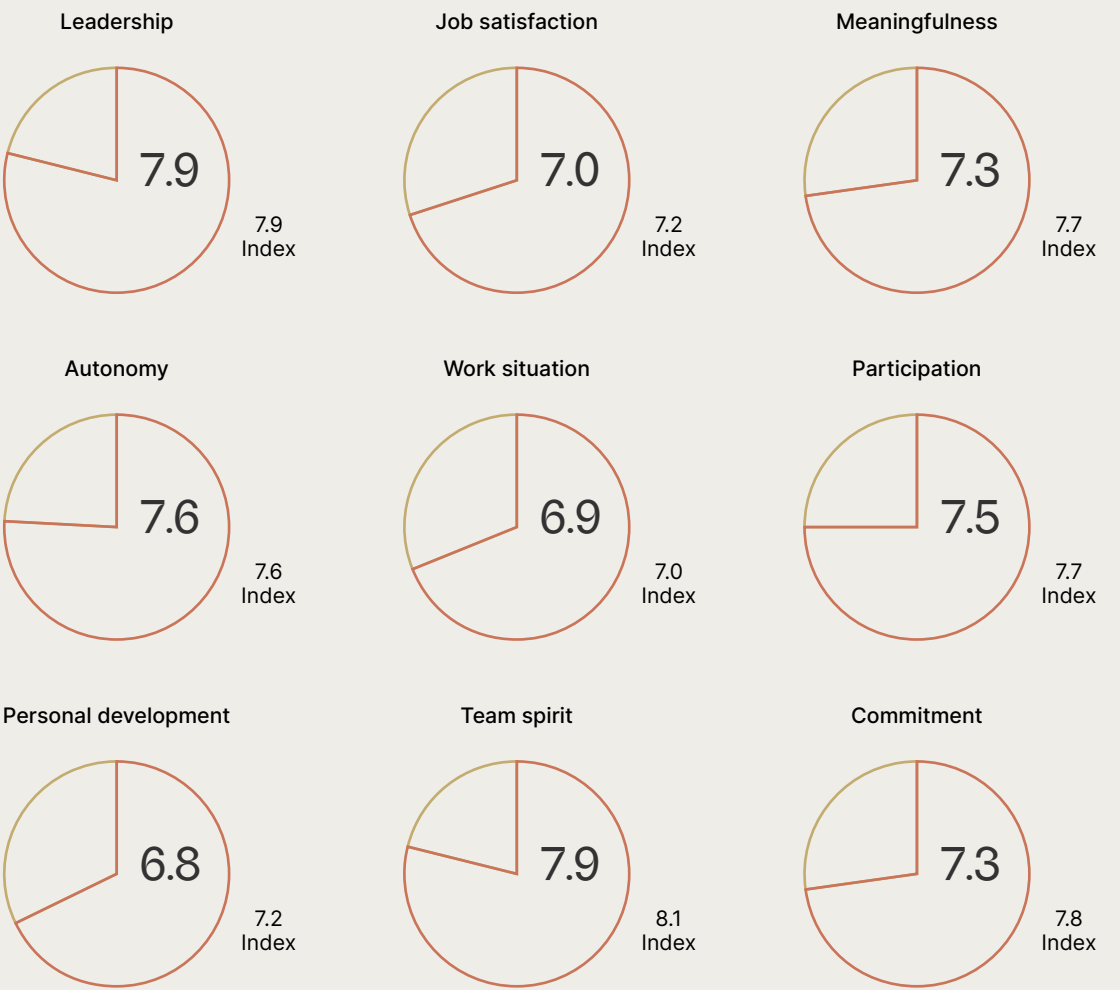 Leadership
7.9
7.9
Index
Job satisfaction
7.0
7.2
Index
Meaningfulness
7.3
7.7
Index
Autonomy
7.6
7.6
Index
Work situation
6.9
7.0
Index
Participation
7.5
7.7
Index
Personal development
6.8
7.2
Index
Team spirit
7.9
8.1
Index
Commitment
7.3
7.8
Index